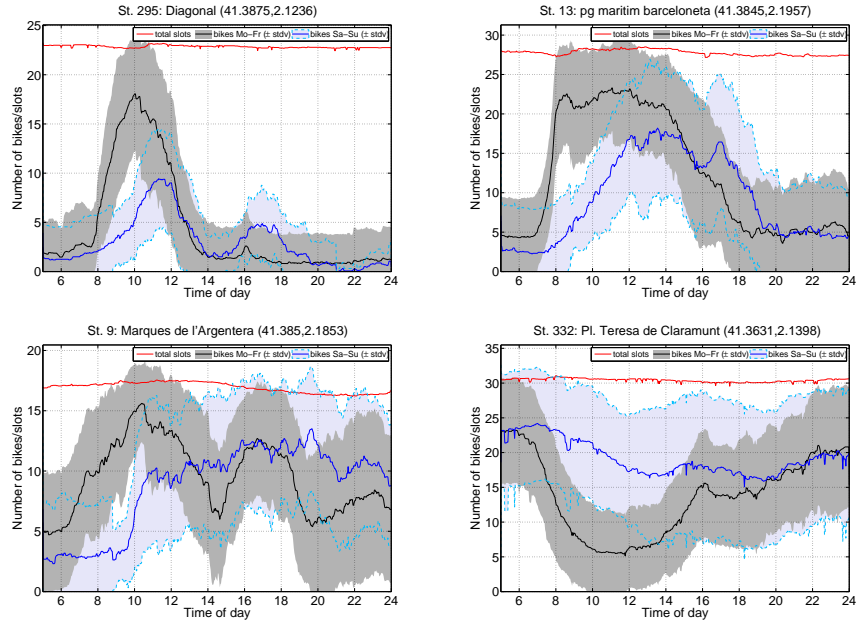 St. 295: Diagonal (41.3875,2.1236)
total slots bikes Mo−Fr (± stdv) bikes Sa−Su (± stdv)
Number of bikes/slots
25
20
15
10
5
0
6 8 10 12 14 16 18 20 22 24
Time of day
St. 13: pg maritim barceloneta (41.3845,2.1957)
total slots bikes Mo−Fr (± stdv) bikes Sa−Su (± stdv)
Number of bikes/slots
30
25
20
15
10
5
0
6 8 10 12 14 16 18 20 22 24
Time of day
St. 9: Marques de l'Argentera (41.385,2.1853)
total slots bikes Mo−Fr (± stdv) bikes Sa−Su (± stdv)
Number of bikes/slots
20
15
10
5
0
6 8 10 12 14 16 18 20 22 24
Time of day
St. 332: Pl. Teresa de Claramunt (41.3631,2.1398)
total slots bikes Mo−Fr (± stdv) bikes Sa−Su (± stdv)
Number of bikes/slots
35
30
25
20
15
10
5
0
6 8 10 12 14 16 18 20 22 24
Time of day